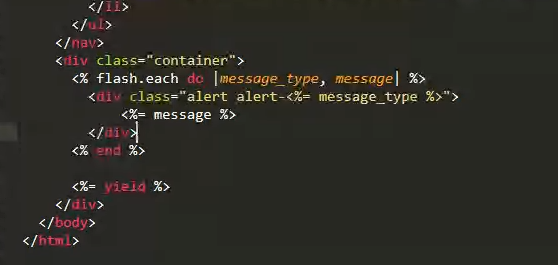 </li>
</ul>
</nav>
<div class="container">
<% flash.each do |message_type, message| %>
<div class="alert alert-<%= message_type %>">
<%= message %>
</div>
<% end %>
<%= yield %>
</div>
</body>
</html>